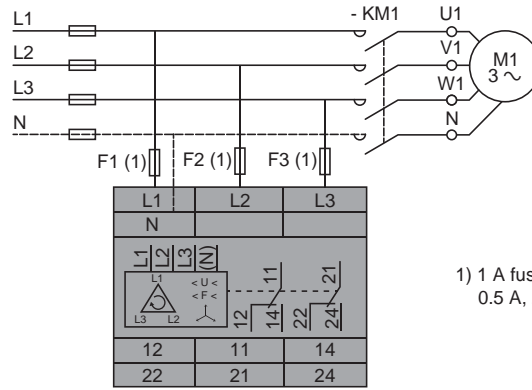 L1
- KM1
U1
L2
V1
M1
3 ~
L3
W1
N
N
F1 (1)
F2 (1)
F3 (1)
L1 L2 L3
N
L1 L2 L3 (N)
L1
L3 L2
< U <
< F <
11
12 14
21
22 24
12 11 14
22 21 24
1) 1 A fus
0.5 A,